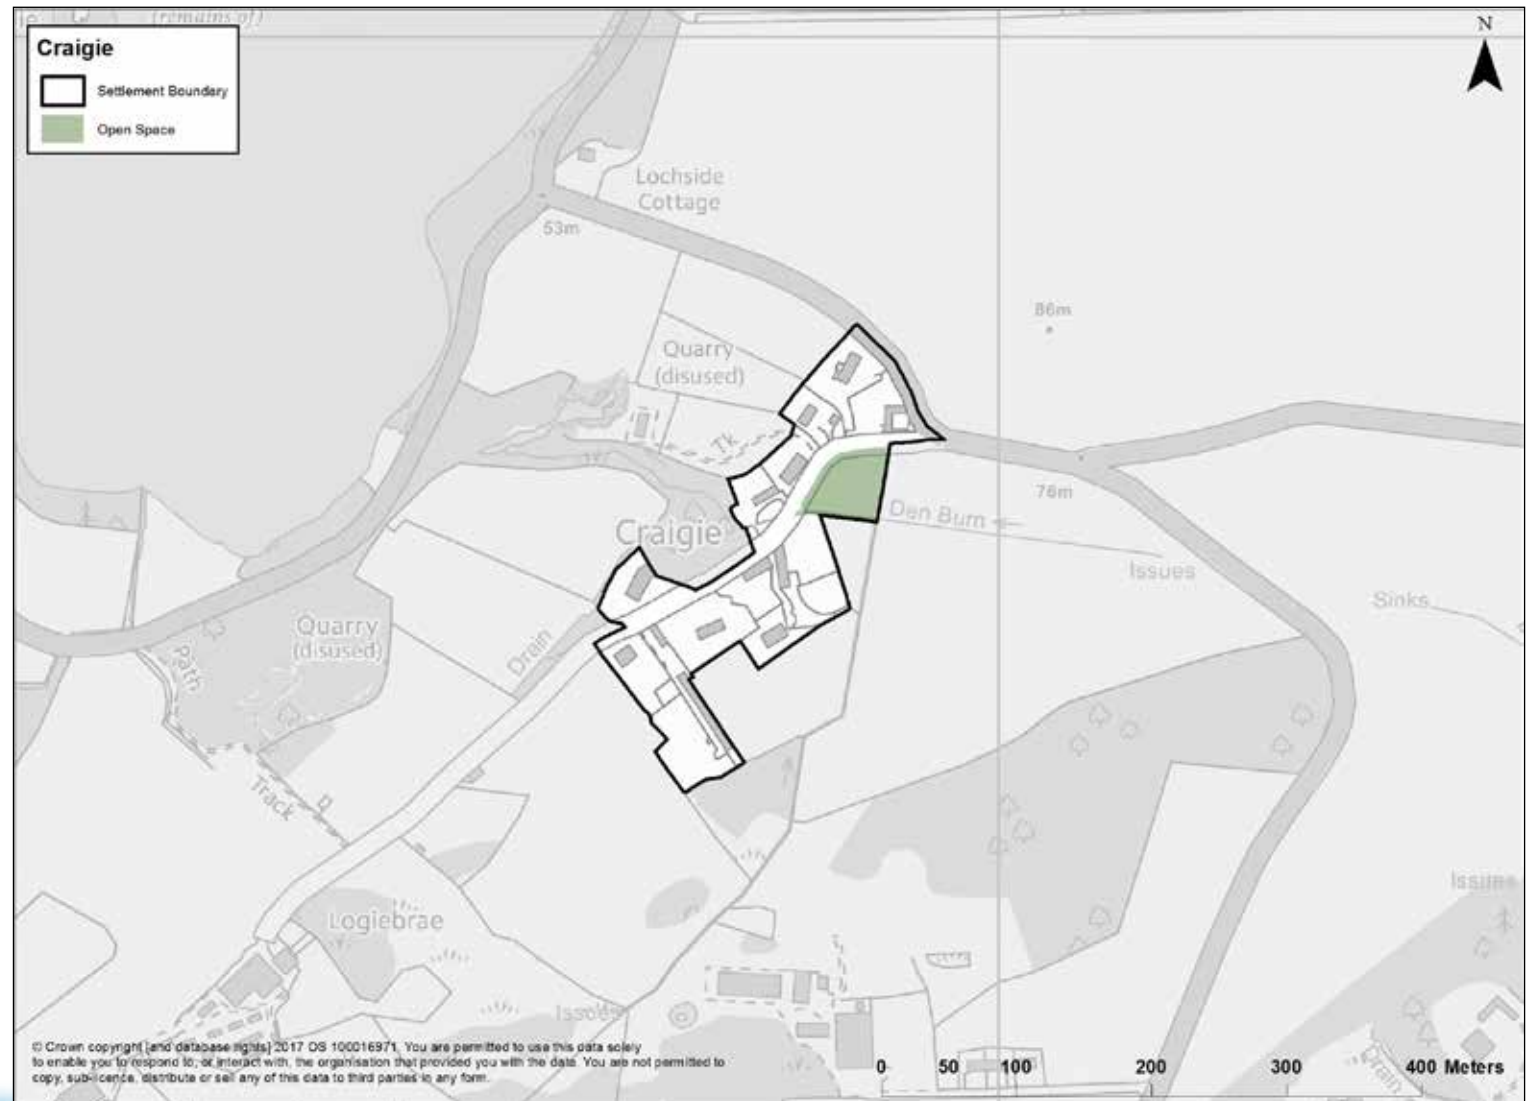 (remains of)
Craigie
Settlement Boundary
Open Space
N
Lochside
Cottage
53m
86m
Quarry
(disused)
Tk
76m
Den Burn
Craigie
Issues
Sinks
Quarry
(disused)
Drain
Path
Track
Issues
Logiebrae
Issues
Drain
© Crown copyright [and database rights] 2017 OS 100016971. You are permitted to use this data solely
to enable you to respond to, or interact with, the organisation that provided you with the data. You are not permitted to
copy, sub-licence, distribute or sell any of this data to third parties in any form.
0 50 100 200 300 400 Meters